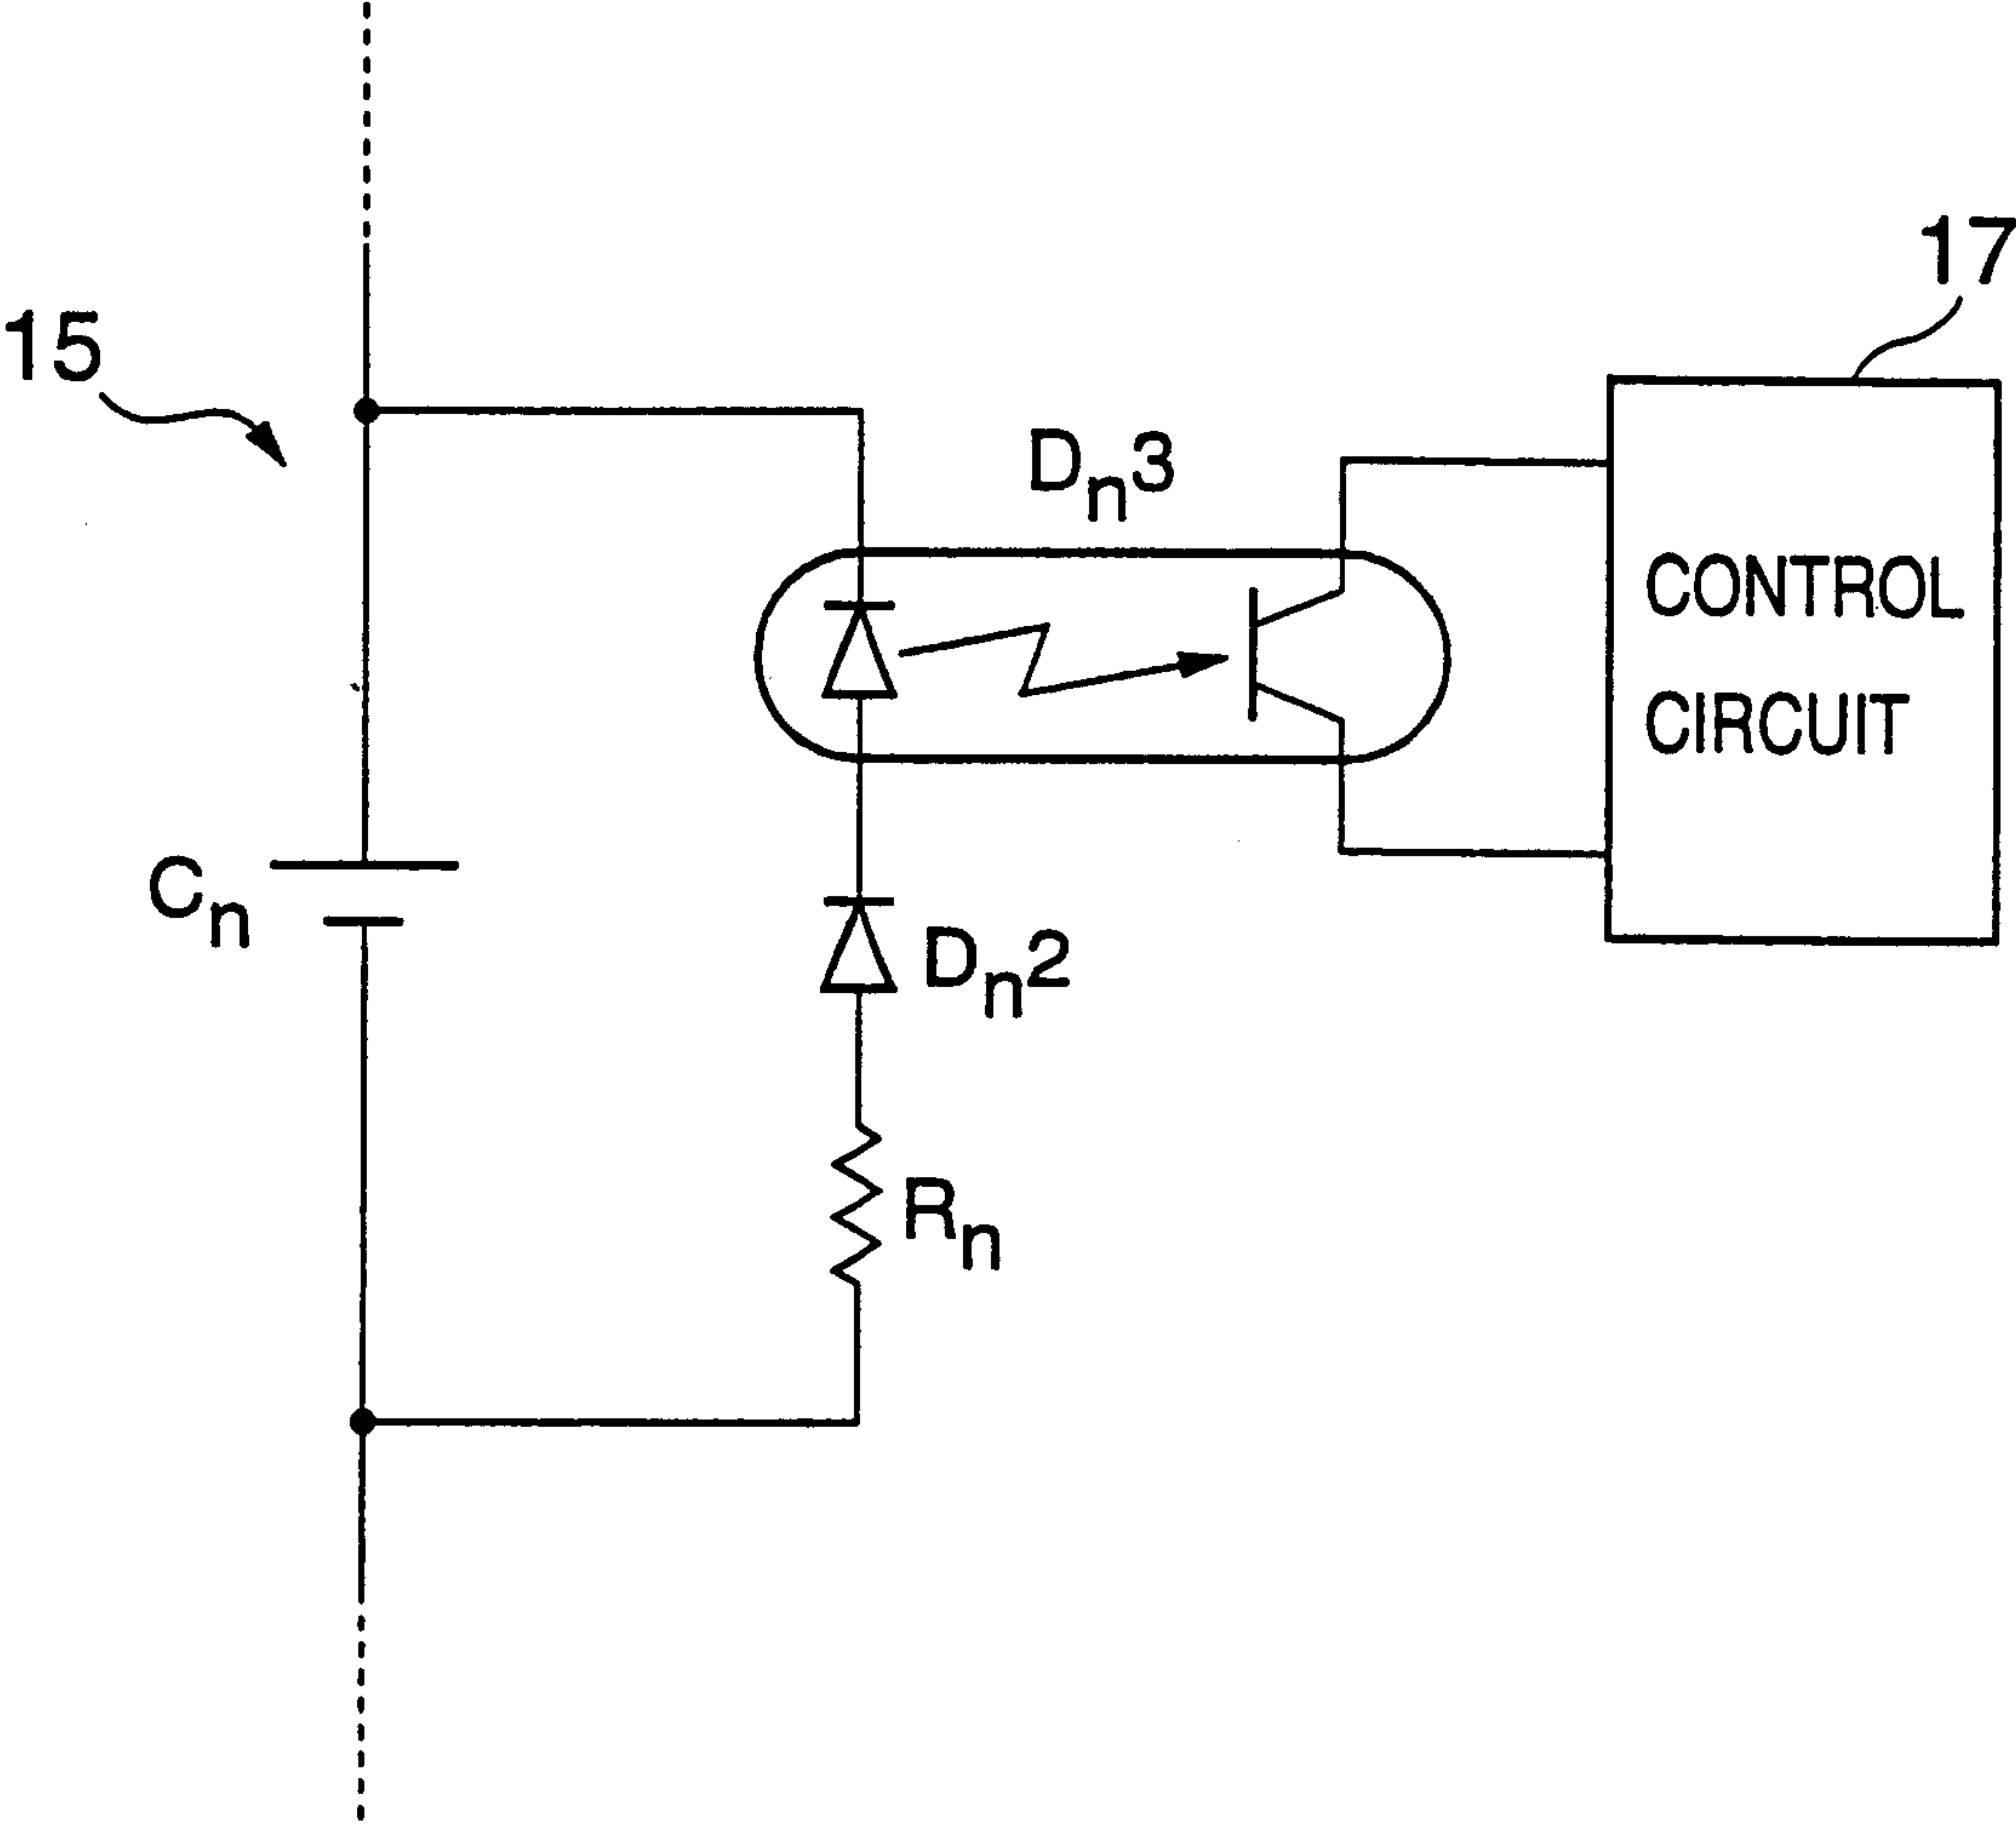 17
15
Dn3
CONTROL
CIRCUIT
Cn
Dn2
Rn